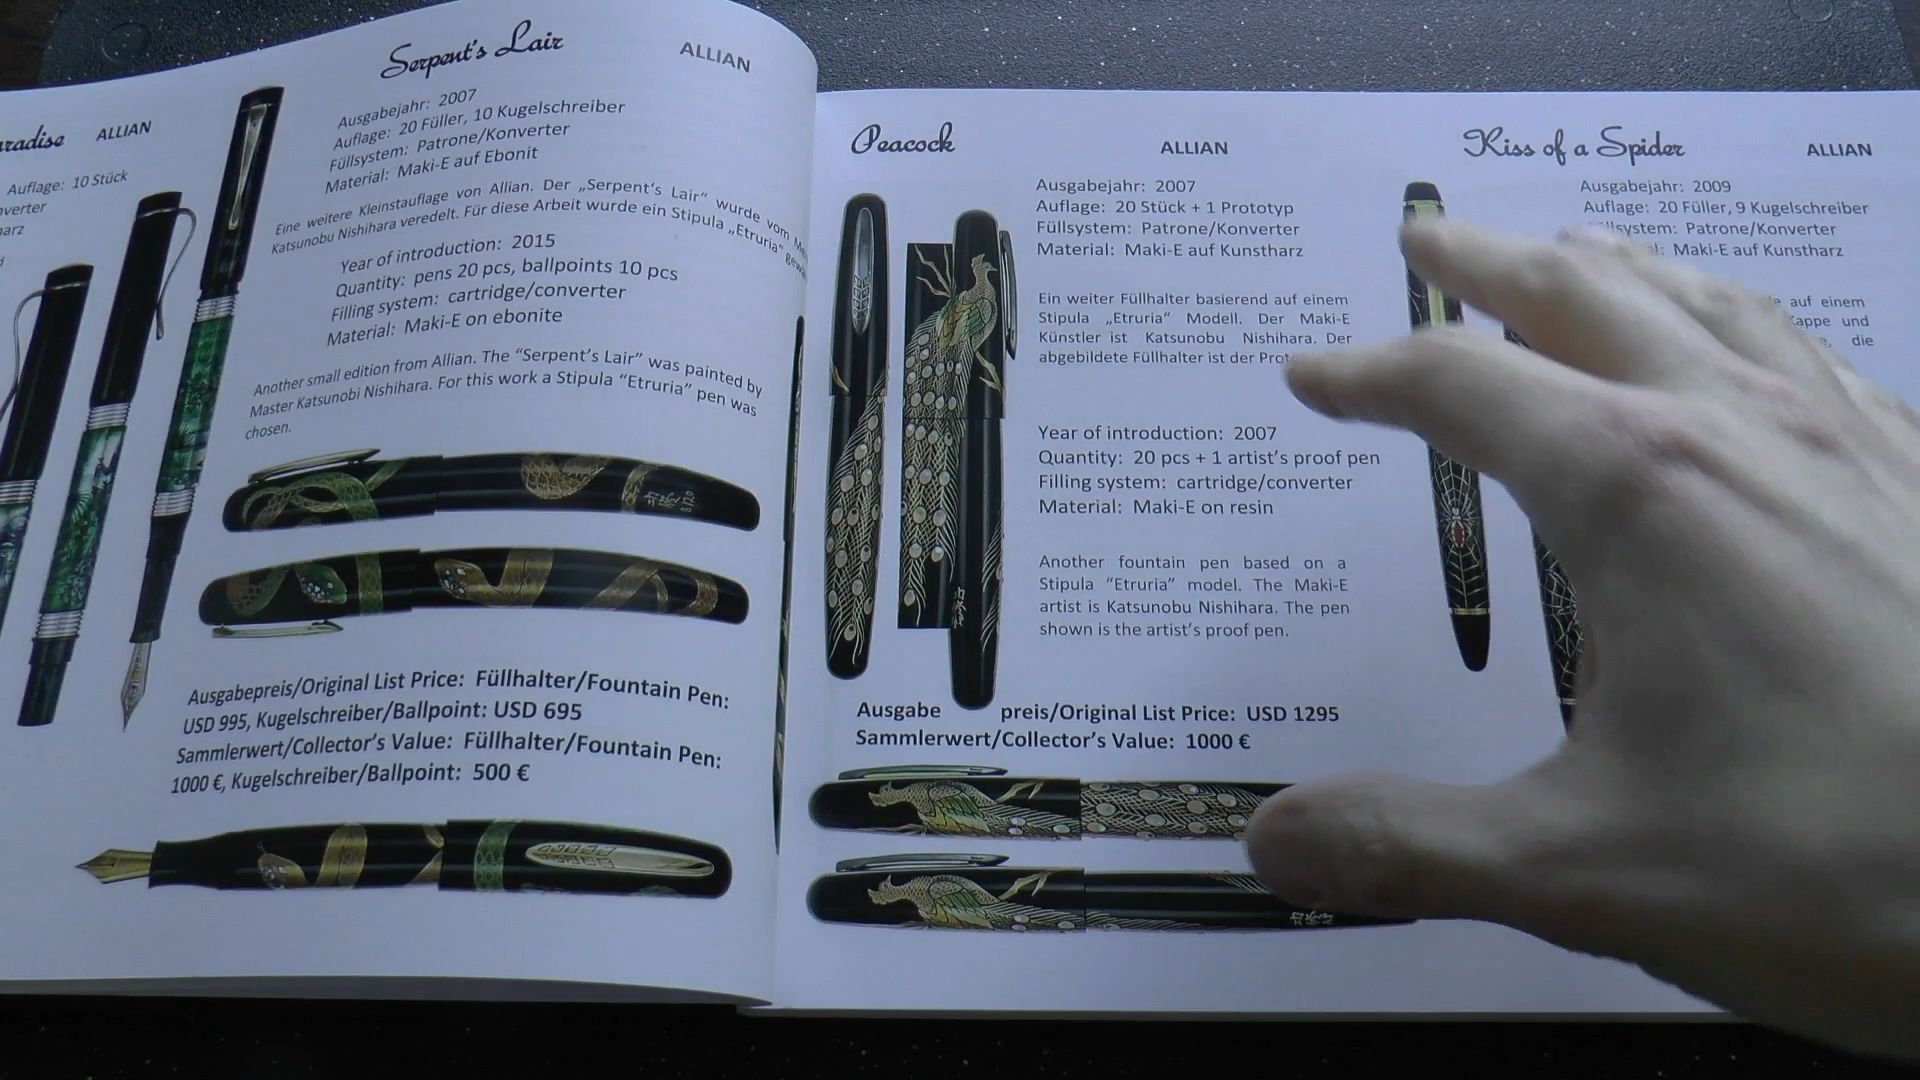 aradise ALLIAN
Auflage: 10 Stück
nverter
harz
Serpent's Lair ALLIAN
Ausgabejahr: 2007
Auflage: 20 Füller, 10 Kugelschreiber
Füllsystem: Patrone/Konverter
Material: Maki-E auf Ebonit
Eine weitere Kleinstauflage von Allian. Der „Serpent's Lair“ wurde vom
Katsunobu Nishihara veredelt. Für diese Arbeit wurde ein Stipula „Etruria“
Year of introduction: 2015
Quantity: pens 20 pcs, ballpoints 10 pcs
Filling system: cartridge/converter
Material: Maki-E on ebonite
Another small edition from Allian. The “Serpent's Lair” was painted by
Master Katsunobi Nishihara. For this work a Stipula “Etruria” pen was
chosen.
Ausgabepreis/Original List Price: Füllhalter/Fountain Pen:
USD 995, Kugelschreiber/Ballpoint: USD 695
Sammlerwert/Collector's Value: Füllhalter/Fountain Pen:
1000 €, Kugelschreiber/Ballpoint: 500 €
Peacock ALLIAN
Ausgabejahr: 2007
Auflage: 20 Stück + 1 Prototyp
Füllsystem: Patrone/Konverter
Material: Maki-E auf Kunstharz
Ein weiter Füllhalter basierend auf einem
Stipula „Etruria“ Modell. Der Maki-E
Künstler ist Katsunobu Nishihara. Der
abgebildete Füllhalter ist der
Year of introduction: 2007
Quantity: 20 pcs + 1 artist's proof pen
Filling system: cartridge/converter
Material: Maki-E on resin
Another fountain pen based on a
Stipula “Etruria” model. The Maki-E
artist is Katsunobu Nishihara. The pen
shown is the artist's proof pen.
Ausgabe preis/Original List Price: USD 1295
Sammlerwert/Collector's Value: 1000 €
Kiss of a Spider ALLIAN
Ausgabejahr: 2009
Auflage: 20 Füller, 9 Kugelschreiber
Patrone/Konverter
Maki-E auf Kunstharz
auf einem
Kappe und
die